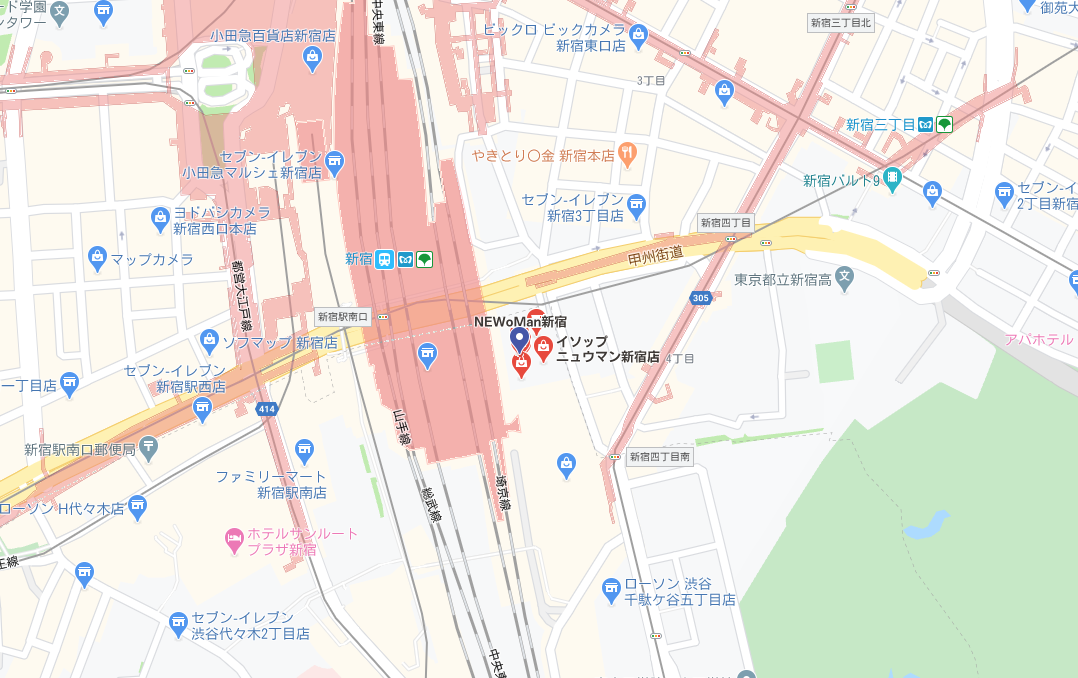 ード学園
ンタワー
小田急百貨店新宿店
中央東線
ビックロ ビックカメラ
新宿東口店
新宿三丁目北
御苑大
3丁目
新宿三丁目
やきとり〇金 新宿本店
セブン-イレブン
小田急マルシェ新宿店
新宿バルト9
セブン-イ
2丁目新宿
セブン-イレブン
新宿3丁目店
ヨドバシカメラ
新宿西口本店
新宿四丁目
マップカメラ
新宿
甲州街道
東京都立新宿高
都営大江戸線
305
新宿駅南口
NEWoMan新宿
イソップ
ニュウマン新宿店
4丁目
アパホテル
ソフマップ 新宿店
セブン-イレブン
新宿駅西店
一丁目店
414
山手線
新宿駅南口郵便局
新宿四丁目南
ファミリーマート
新宿駅南店
総武線
埼京線
ローソン H代々木店
ホテルサンルート
プラザ新宿
王線
ローソン 渋谷
千駄ケ谷五丁目店
セブン-イレブン
渋谷代々木2丁目店
中央東